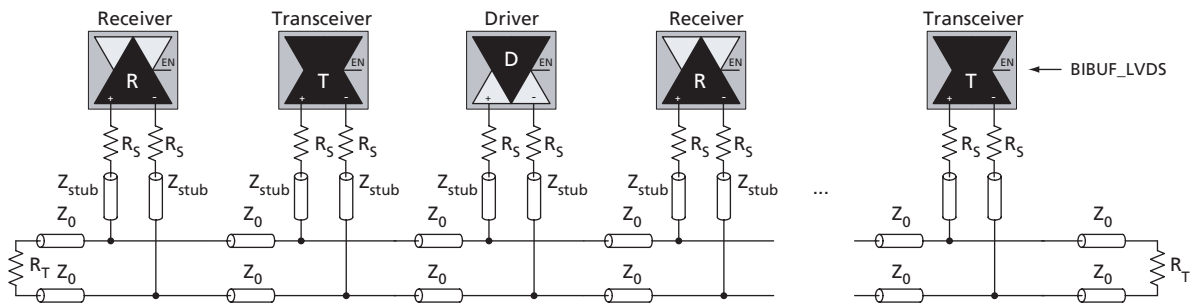 Receiver Transceiver Driver Receiver Transceiver
R EN T EN D EN R EN T EN BIBUF_LVDS
+ - + - + - + - + -
R_S R_S R_S R_S R_S R_S R_S R_S R_S R_S
Z_stub Z_stub Z_stub Z_stub Z_stub Z_stub Z_stub Z_stub ...
Z_0 Z_0 Z_0 Z_0 Z_0 Z_0
R_T Z_0 Z_0 Z_0 Z_0 Z_0 Z_0 R_T